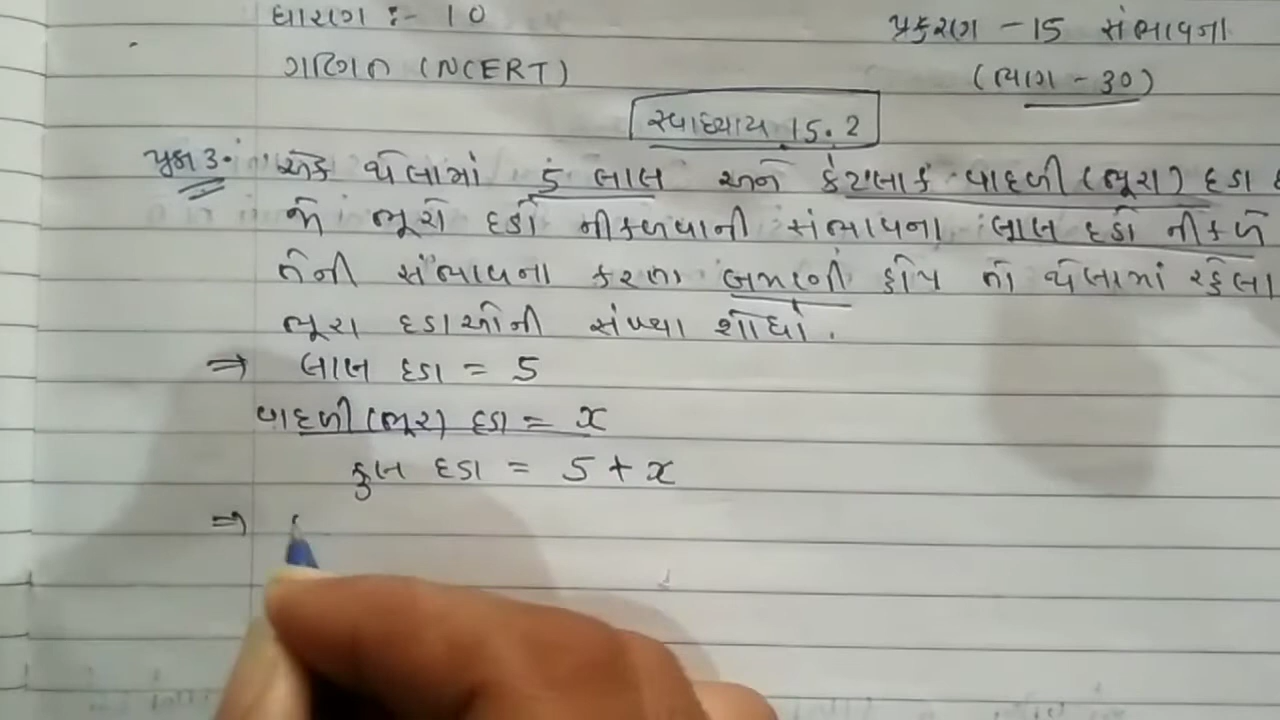 ધોરણ :- 10
પ્રકરણ - 15 સંભાવના
ગણિત (NCERT)
(ભાગ - 30)
સ્વાધ્યાય 15.2
પ્રશ્ન 3. એક થેલામાં 5 લાલ અને કેટલાક વાદળી (ભૂરા) દડા
જો ભૂરો દડો નીકળવાની સંભાવના લાલ દડો નીકળે
તેની સંભાવના કરતા બમણી હોય તો થેલામાં રહેલા
ભૂરા દડાઓની સંખ્યા શોધો.
⇒ લાલ દડા = 5
વાદળી (ભૂરા) દડા = x
કુલ દડા = 5 + x
⇒